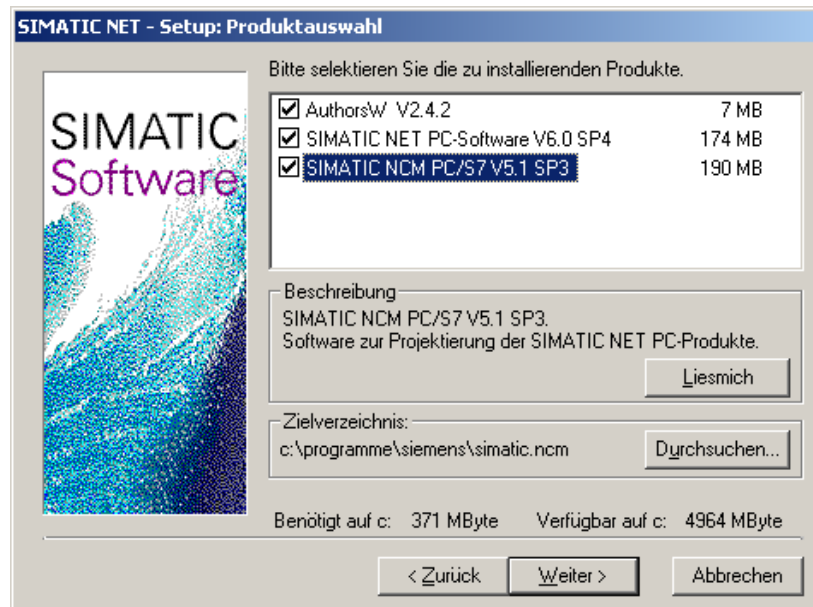 SIMATIC NET - Setup: Produktauswahl
Bitte selektieren Sie die zu installierenden Produkte.
SIMATIC
Software
AuthorsW V2.4.2 7 MB
SIMATIC NET PC-Software V6.0 SP4 174 MB
SIMATIC NCM PC/S7 V5.1 SP3 190 MB
Beschreibung
SIMATIC NCM PC/S7 V5.1 SP3.
Software zur Projektierung der SIMATIC NET PC-Produkte.
Liesmich
Zielverzeichnis:
c:\programme\siemens\simatic.ncm Durchsuchen...
Benötigt auf c: 371 MByte Verfügbar auf c: 4964 MByte
< Zurück Weiter > Abbrechen